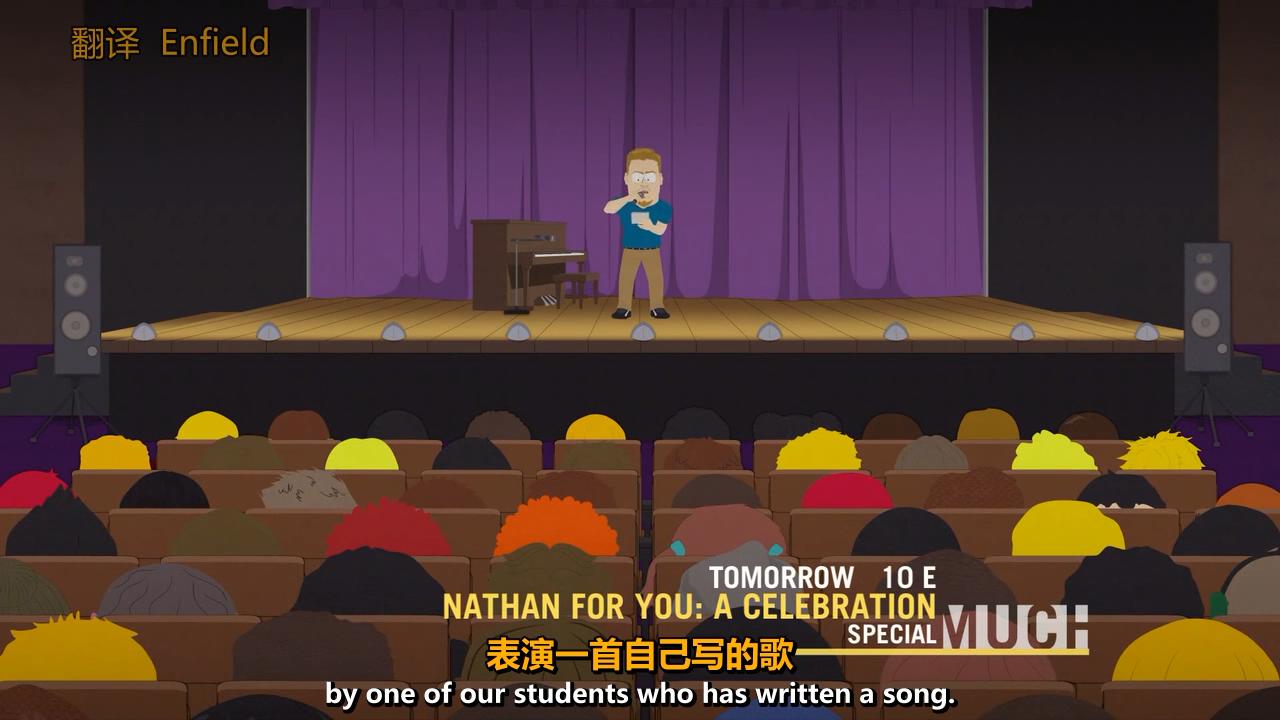 翻译 Enfield
TOMORROW 10 E
NATHAN FOR YOU: A CELEBRATION
SPECIAL MUCH
表演一首自己写的歌
by one of our students who has written a song.